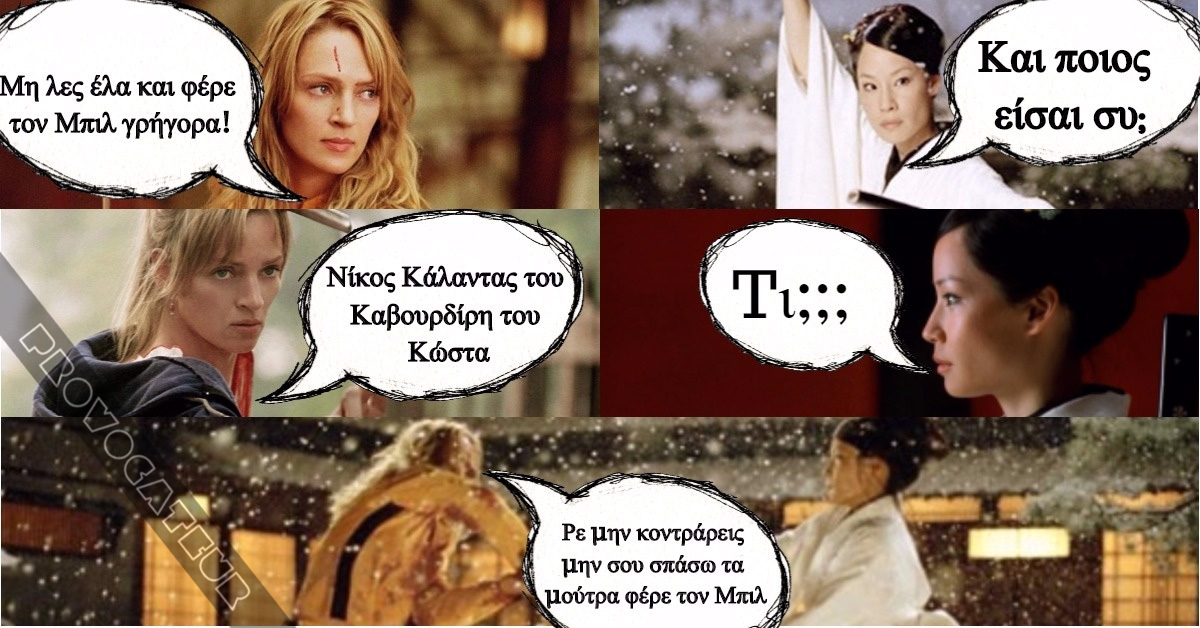 Μη λες έλα και φέρε
τον Μπιλ γρήγορα!
Και ποιος
είσαι συ;
Νίκος Κάλαντας του
Καβουρδίρη του
Κώστα
Τι;;;
Ρε μην κοντράρεις
μην σου σπάσω τα
μούτρα φέρε τον Μπιλ
PROVOCATEUR